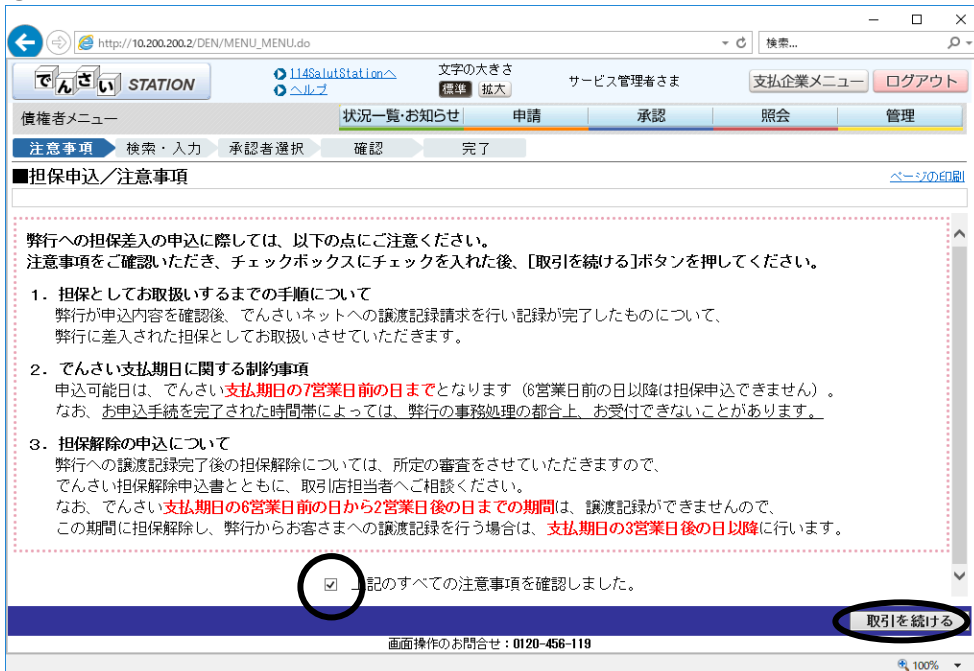 http://10.200.200.2/DEN/MENU_MENU.do
検索...
でんさい STATION
114SalutStationへ
ヘルプ
文字の大きさ
標準 拡大
サービス管理者さま
支払企業メニュー
ログアウト
債権者メニュー
状況一覧・お知らせ 申請 承認 照会 管理
注意事項 検索・入力 承認者選択 確認 完了
■担保申込/注意事項
ページの印刷
弊行への担保差入の申込に際しては、以下の点にご注意ください。
注意事項をご確認いただき、チェックボックスにチェックを入れた後、[取引を続ける]ボタンを押してください。
1. 担保としてお取扱いするまでの手順について
弊行が申込内容を確認後、でんさいネットへの譲渡記録請求を行い記録が完了したものについて、
弊行に差入された担保としてお取扱いさせていただきます。
2. でんさい支払期日に関する制約事項
申込可能日は、でんさい支払期日の7営業日前の日までとなります(6営業日前の日以降は担保申込できません)。
なお、お申込手続を完了された時間帯によっては、弊行の事務処理の都合上、お受付できないことがあります。
3. 担保解除の申込について
弊行への譲渡記録完了後の担保解除については、所定の審査をさせていただきますので、
でんさい担保解除申込書とともに、取引店担当者へご相談ください。
なお、でんさい支払期日の6営業日前の日から2営業日後の日までの期間は、譲渡記録ができませんので、
この期間に担保解除し、弊行からお客さまへの譲渡記録を行う場合は、支払期日の3営業日後の日以降に行います。
上記のすべての注意事項を確認しました。
取引を続ける
画面操作のお問合せ:0120-456-119
100%